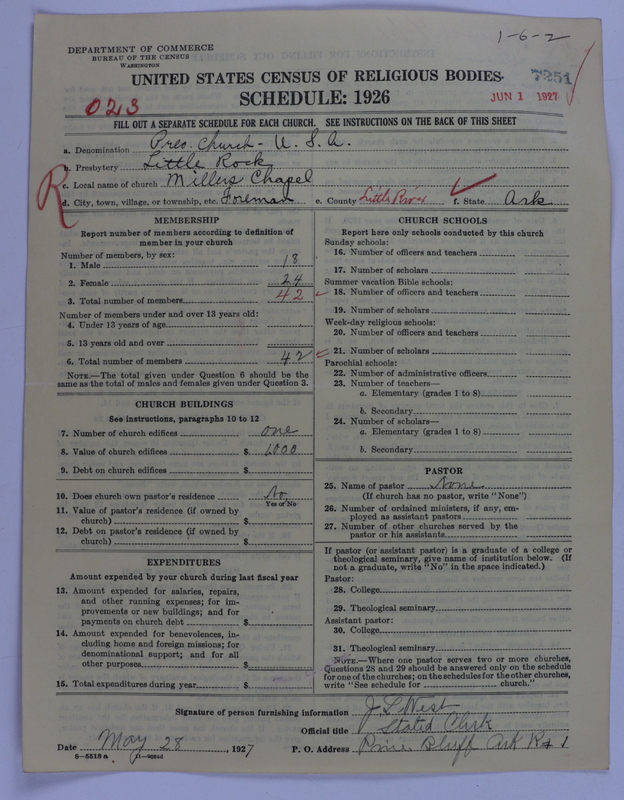 1-6-2
DEPARTMENT OF COMMERCE
BUREAU OF THE CENSUS
WASHINGTON
UNITED STATES CENSUS OF RELIGIOUS BODIES
7251
SCHEDULE: 1926
JUN 1 1927
023
FILL OUT A SEPARATE SCHEDULE FOR EACH CHURCH. SEE INSTRUCTIONS ON THE BACK OF THIS SHEET
a. Denomination Pres. Church - U. S. A.
b. Presbytery Little Rock
c. Local name of church Millers Chapel
R
d. City, town, village, or township, etc. Foreman e. County Little River f. State Ark
MEMBERSHIP
Report number of members according to definition of
member in your church
Number of members, by sex:
1. Male 18
2. Female 24
3. Total number of members 42
Number of members under and over 13 years old:
4. Under 13 years of age
5. 13 years old and over
6. Total number of members 42
NOTE.—The total given under Question 6 should be
same as the total of males and females given under Question 3.
CHURCH BUILDINGS
See instructions, paragraphs 10 to 12
7. Number of church edifices one
8. Value of church edifices $ 1,000
9. Debt on church edifices $
10. Does church own pastor's residence No
Yes or No
11. Value of pastor's residence (if owned by
church) $
12. Debt on pastor's residence (if owned by
church) $
EXPENDITURES
Amount expended by your church during last fiscal year
13. Amount expended for salaries, repairs,
and other running expenses; for im-
provements or new buildings; and for
payments on church debt $
14. Amount expended for benevolences, in-
cluding home and foreign missions; for
denominational support; and for all
other purposes $
15. Total expenditures during year $
CHURCH SCHOOLS
Report here only schools conducted by this church
Sunday schools:
16. Number of officers and teachers
17. Number of scholars
Summer vacation Bible schools:
18. Number of officers and teachers
19. Number of scholars
Week-day religious schools:
20. Number of officers and teachers
21. Number of scholars
Parochial schools:
22. Number of administrative officers
23. Number of teachers—
a. Elementary (grades 1 to 8)
b. Secondary
24. Number of scholars—
a. Elementary (grades 1 to 8)
b. Secondary
PASTOR
25. Name of pastor None
(If church has no pastor, write "None")
26. Number of ordained ministers, if any, em-
ployed as assistant pastors
27. Number of other churches served by the
pastor or his assistants
If pastor (or assistant pastor) is a graduate of a college or
theological seminary, give name of institution below. (If
not a graduate, write "No" in the space indicated.)
Pastor:
28. College
29. Theological seminary
Assistant pastor:
30. College
31. Theological seminary
NOTE.—Where one pastor serves two or more churches,
Questions 28 and 29 should be answered only on the schedule
for one of the churches; on the schedules for the other churches,
write "See schedule for church."
Signature of person furnishing information J L West
Official title Stated Clerk
Date May 28, 1927 P. O. Address Pine Bluff Ark R# 1
8—5518a